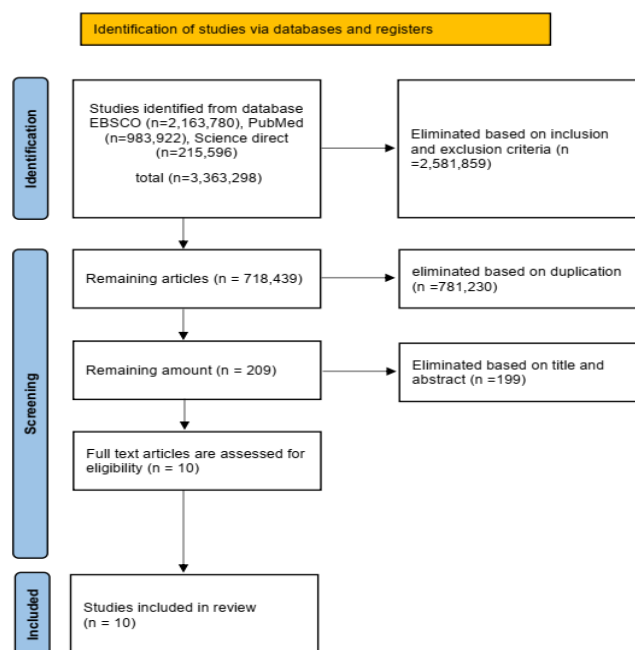 Identification of studies via databases and registers
Identification
Studies identified from database
EBSCO (n=2,163,780), PubMed
(n=983,922), Science direct
(n=215,596)
total (n=3,363,298)
Eliminated based on inclusion
and exclusion criteria (n
=2,581,859)
Screening
Remaining articles (n = 718,439)
eliminated based on duplication
(n =781,230)
Remaining amount (n = 209)
Eliminated based on title and
abstract (n =199)
Full text articles are assessed for
eligibility (n = 10)
Included
Studies included in review
(n = 10)